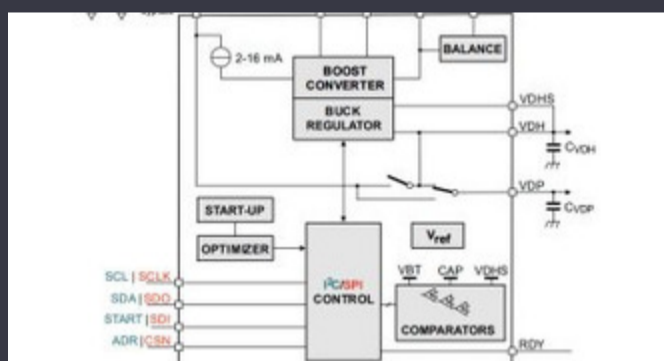 2-16 mA
BALANCE
BOOST
CONVERTER
BUCK
REGULATOR
VDHS
VDH
CVDH
VDP
CVDP
START-UP
OPTIMIZER
Vref
SCL | SCLK
SDA | SDO
START | SDI
ADR | CSN
I²C/SPI
CONTROL
VBT CAP VDHS
COMPARATORS
RDY